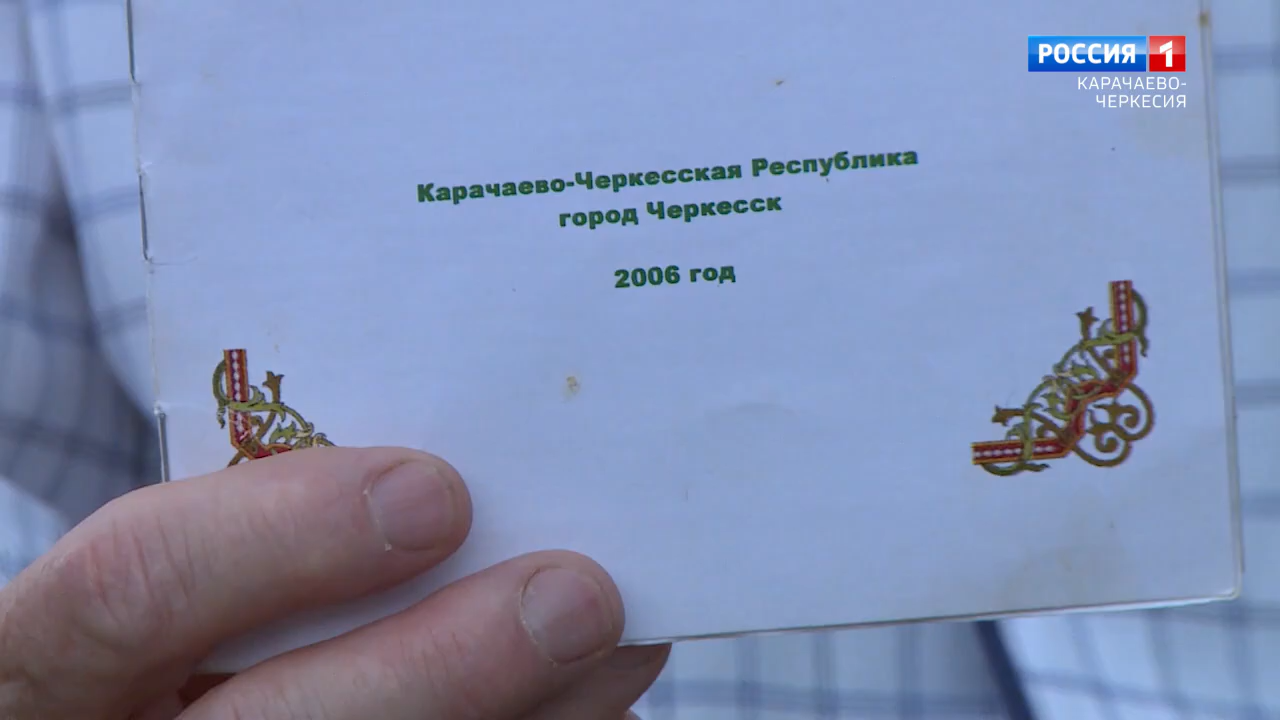 РОССИЯ 1
КАРАЧАЕВО-
ЧЕРКЕСИЯ
Карачаево-Черкесская Республика
город Черкесск
2006 год